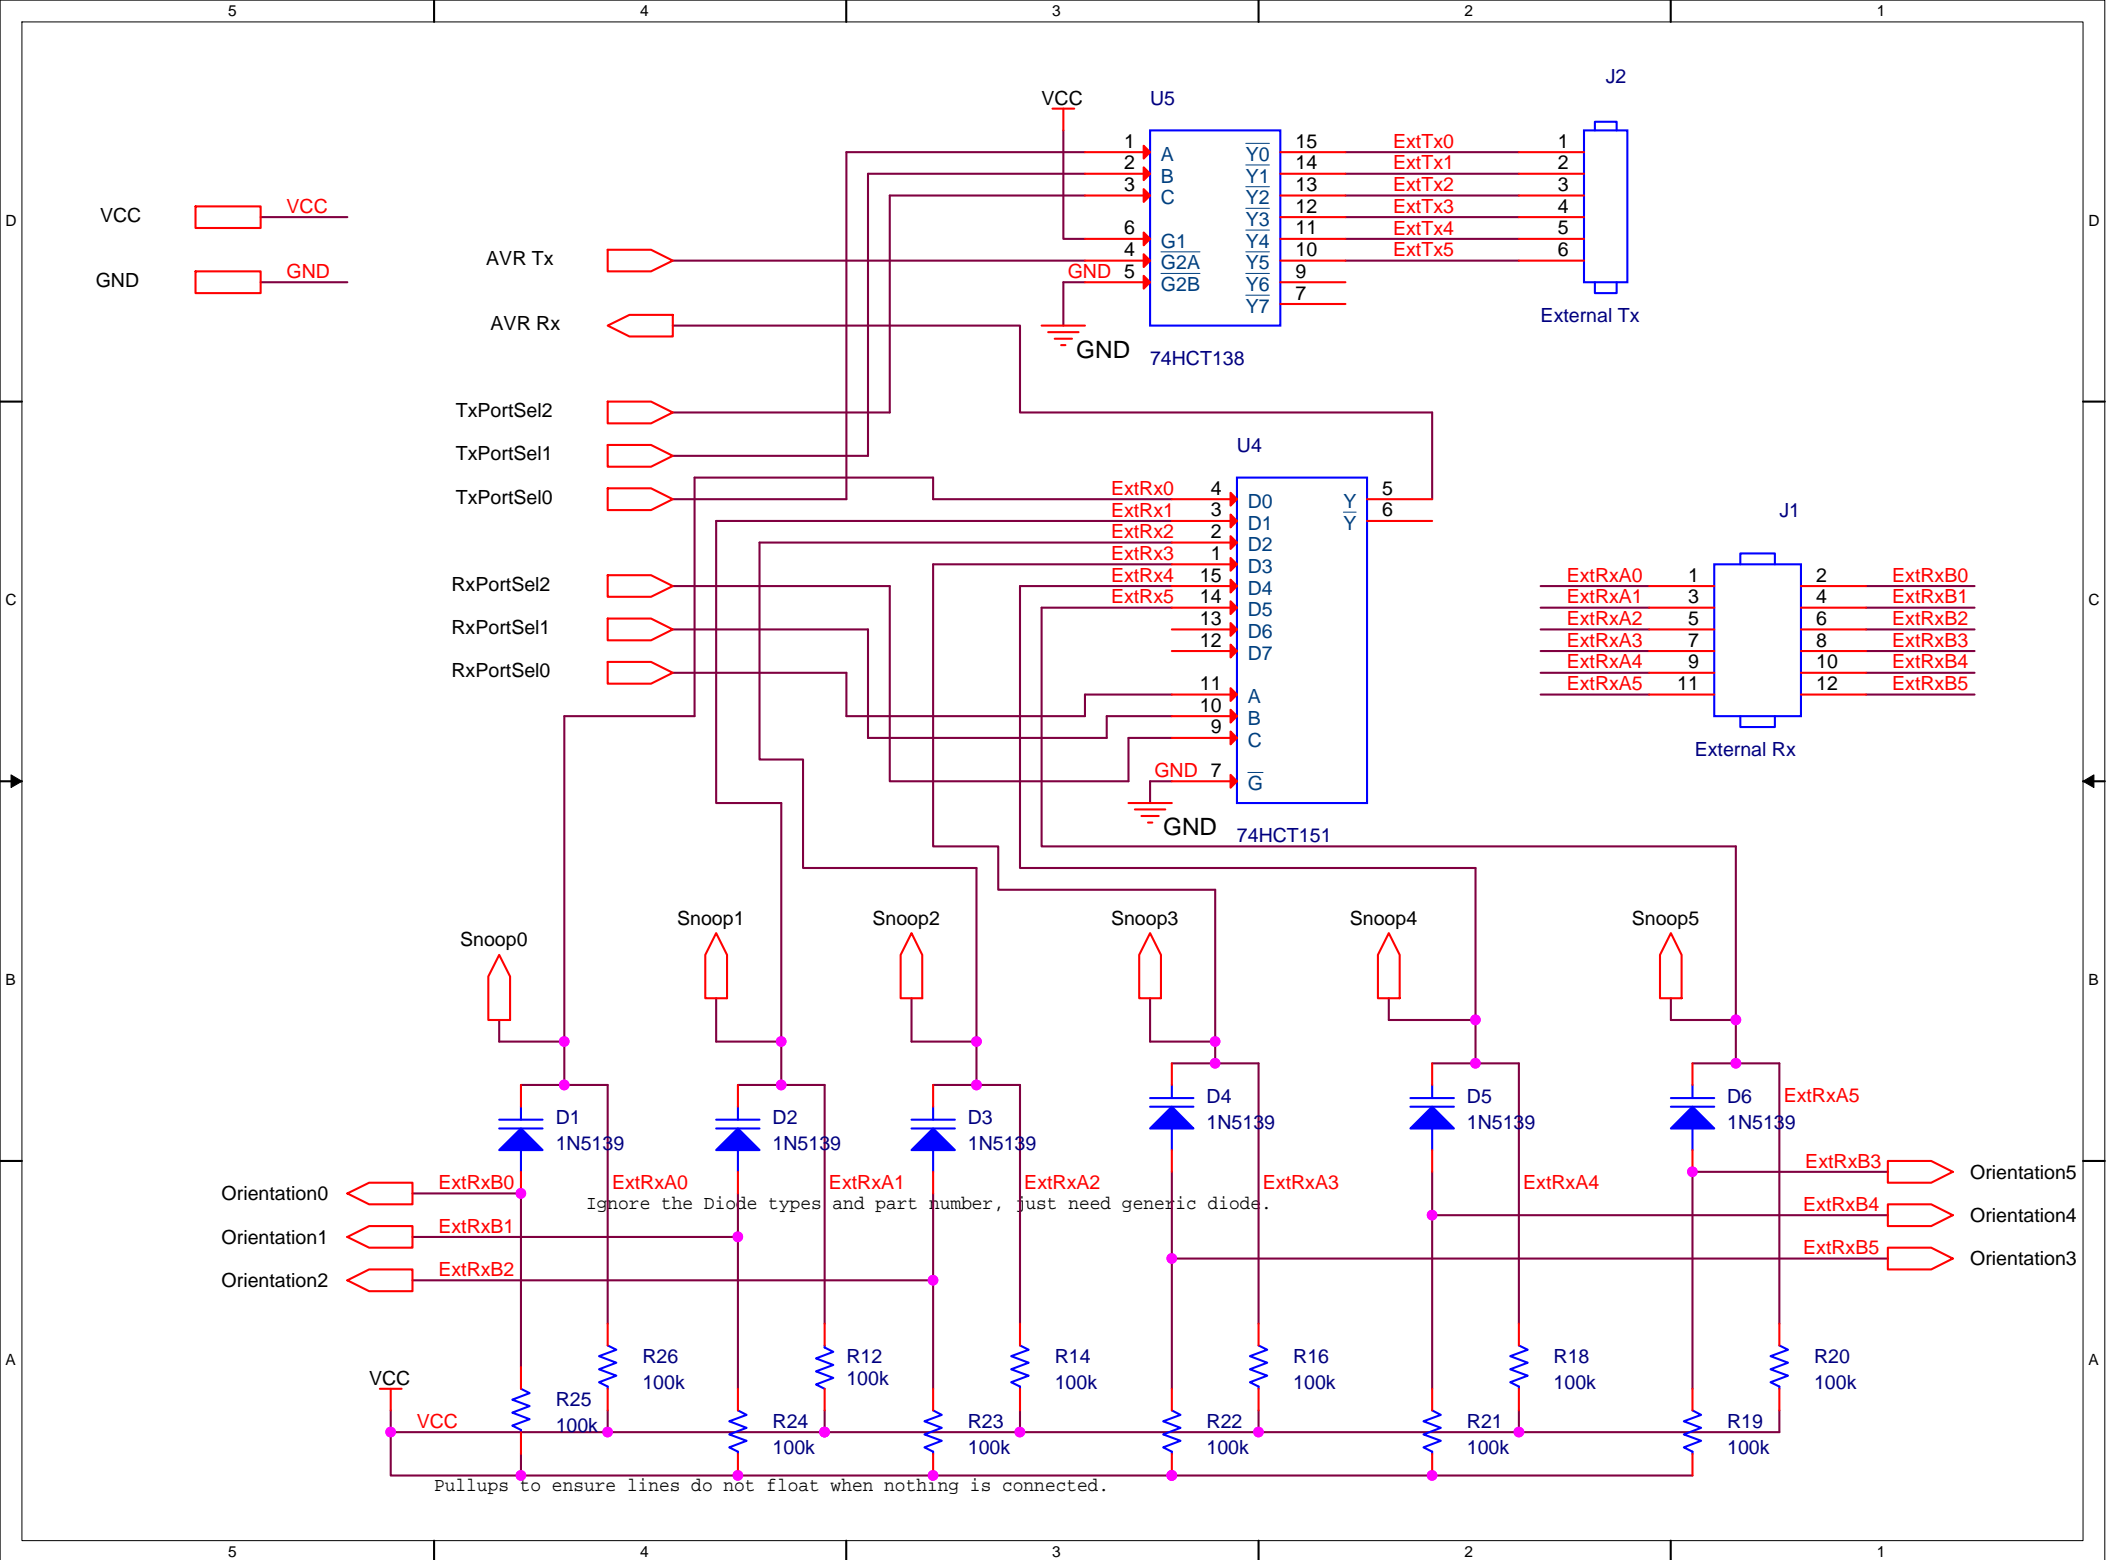 5 4 3 2 1
J2
VCC U5
1 A Y0 15 ExtTx0 1
2 B Y1 14 ExtTx1 2
3 C Y2 13 ExtTx2 3
Y3 12 ExtTx3 4
6 G1 Y4 11 ExtTx4 5
4 G2A Y5 10 ExtTx5 6
GND 5 G2B Y6 9
Y7 7
External Tx
GND 74HCT138
VCC VCC
GND GND
D D
AVR Tx
AVR Rx
TxPortSel2
TxPortSel1
TxPortSel0
U4
ExtRx0 4 D0 Y 5
ExtRx1 3 D1 Y 6
ExtRx2 2 D2
ExtRx3 1 D3
ExtRx4 15 D4
ExtRx5 14 D5
13 D6
12 D7
11 A
10 B
9 C
GND 7 G
GND 74HCT151
RxPortSel2
RxPortSel1
RxPortSel0
C C
J1
ExtRxA0 1 2 ExtRxB0
ExtRxA1 3 4 ExtRxB1
ExtRxA2 5 6 ExtRxB2
ExtRxA3 7 8 ExtRxB3
ExtRxA4 9 10 ExtRxB4
ExtRxA5 11 12 ExtRxB5
External Rx
Snoop0 Snoop1 Snoop2 Snoop3 Snoop4 Snoop5
B B
D1 D2 D3 D4 D5 D6 ExtRxA5
1N5139 1N5139 1N5139 1N5139 1N5139 1N5139
Orientation0 ExtRxB0 ExtRxA0 ExtRxA1 ExtRxA2 ExtRxA3 ExtRxA4 ExtRxB3 Orientation5
Ignore the Diode types and part number, just need generic diode.
Orientation1 ExtRxB1 ExtRxB4 Orientation4
Orientation2 ExtRxB2 ExtRxB5 Orientation3
A A
R26 R12 R14 R16 R18 R20
100k 100k 100k 100k 100k 100k
VCC
VCC R25 R24 R23 R22 R21 R19
100k 100k 100k 100k 100k 100k
Pullups to ensure lines do not float when nothing is connected.
5 4 3 2 1